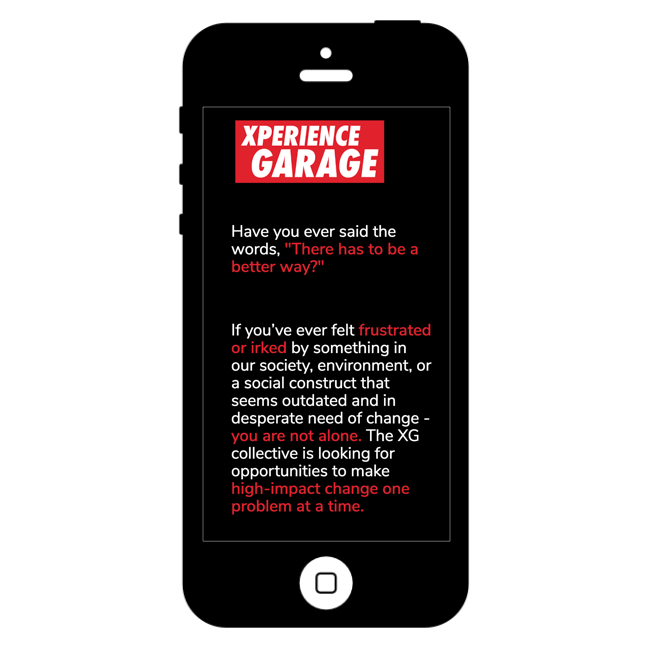 XPERIENCE
GARAGE
Have you ever said the
words, "There has to be a
better way?"
If you've ever felt frustrated
or irked by something in
our society, environment, or
a social construct that
seems outdated and in
desperate need of change -
you are not alone. The XG
collective is looking for
opportunities to make
high-impact change one
problem at a time.